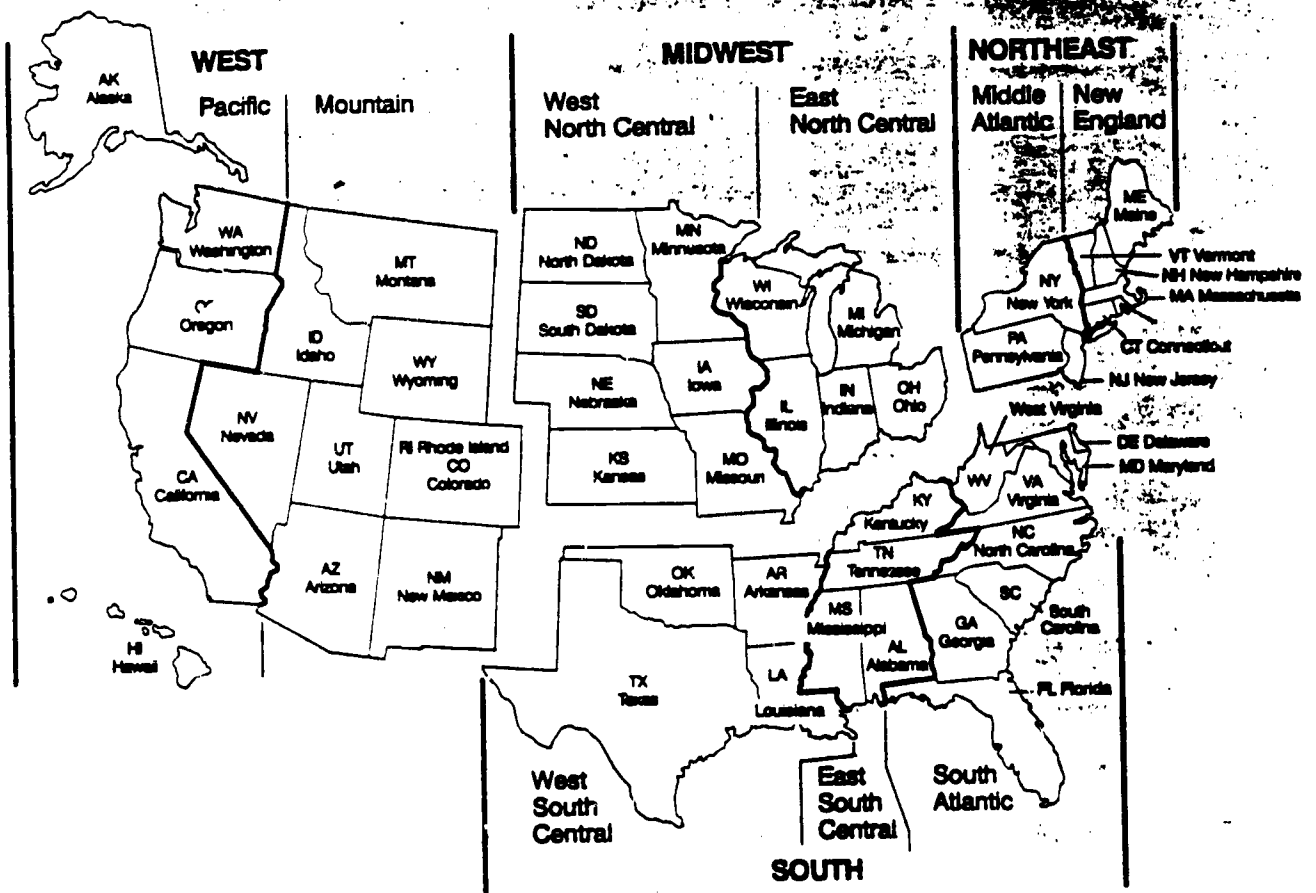 WEST
MIDWEST
NORTHEAST
Pacific
Mountain
West
North Central
East
North Central
Middle
Atlantic
New
England
AK
Alaska
WA
Washington
Oregon
CA
California
HI
Hawaii
MT
Montana
ID
Idaho
WY
Wyoming
NV
Nevada
UT
Utah
RI Rhode Island
CO
Colorado
AZ
Arizona
NM
New Mexico
ND
North Dakota
SD
South Dakota
NE
Nebraska
KS
Kansas
MN
Minnesota
IA
Iowa
MO
Missouri
WI
Wisconsin
MI
Michigan
IL
Illinois
IN
Indiana
OH
Ohio
ME
Maine
VT Vermont
NH New Hampshire
MA Massachusetts
CT Connecticut
NY
New York
PA
Pennsylvania
NJ New Jersey
West Virginia
DE Delaware
MD Maryland
WV
VA
Virginia
KY
Kentucky
NC
North Carolina
TN
Tennessee
SC
South
Carolina
OK
Oklahoma
AR
Arkansas
MS
Mississippi
AL
Alabama
GA
Georgia
FL Florida
TX
Texas
LA
Louisiana
West
South
Central
East
South
Central
South
Atlantic
SOUTH